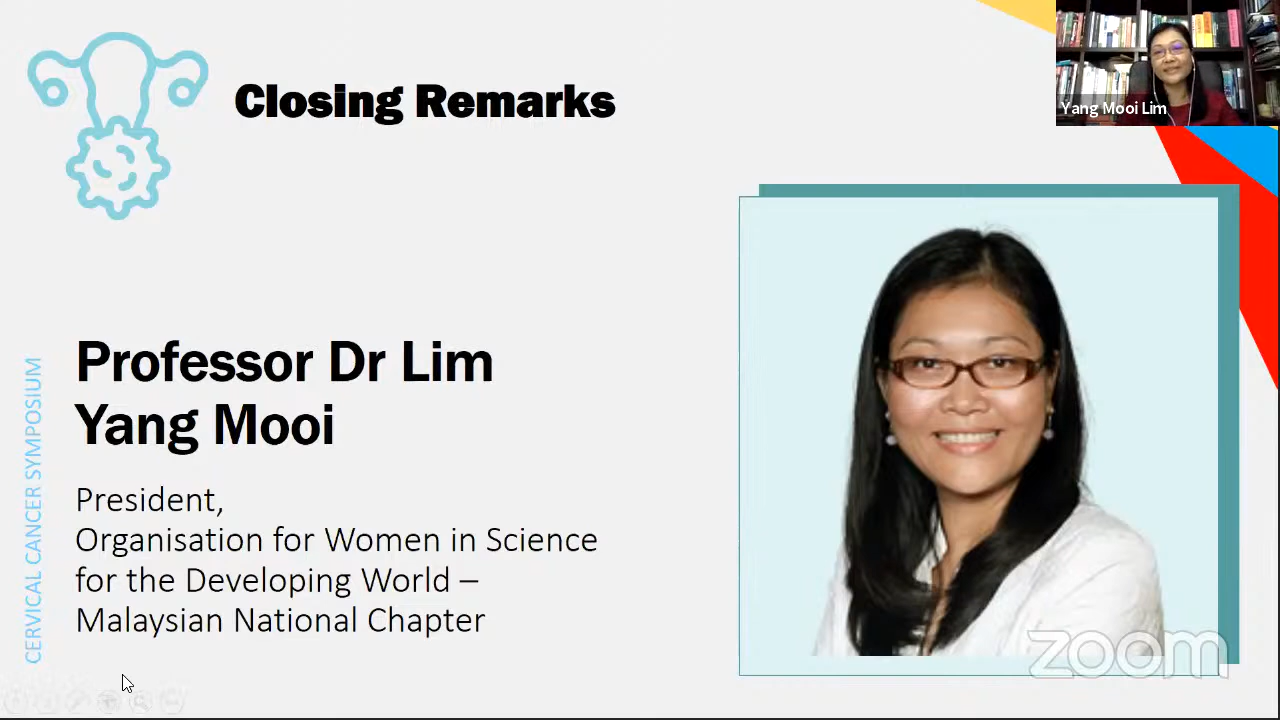 Closing Remarks
Yang Mooi Lim
Professor Dr Lim
Yang Mooi
President,
Organisation for Women in Science
for the Developing World –
Malaysian National Chapter
CERVICAL CANCER SYMPOSIUM
zoom